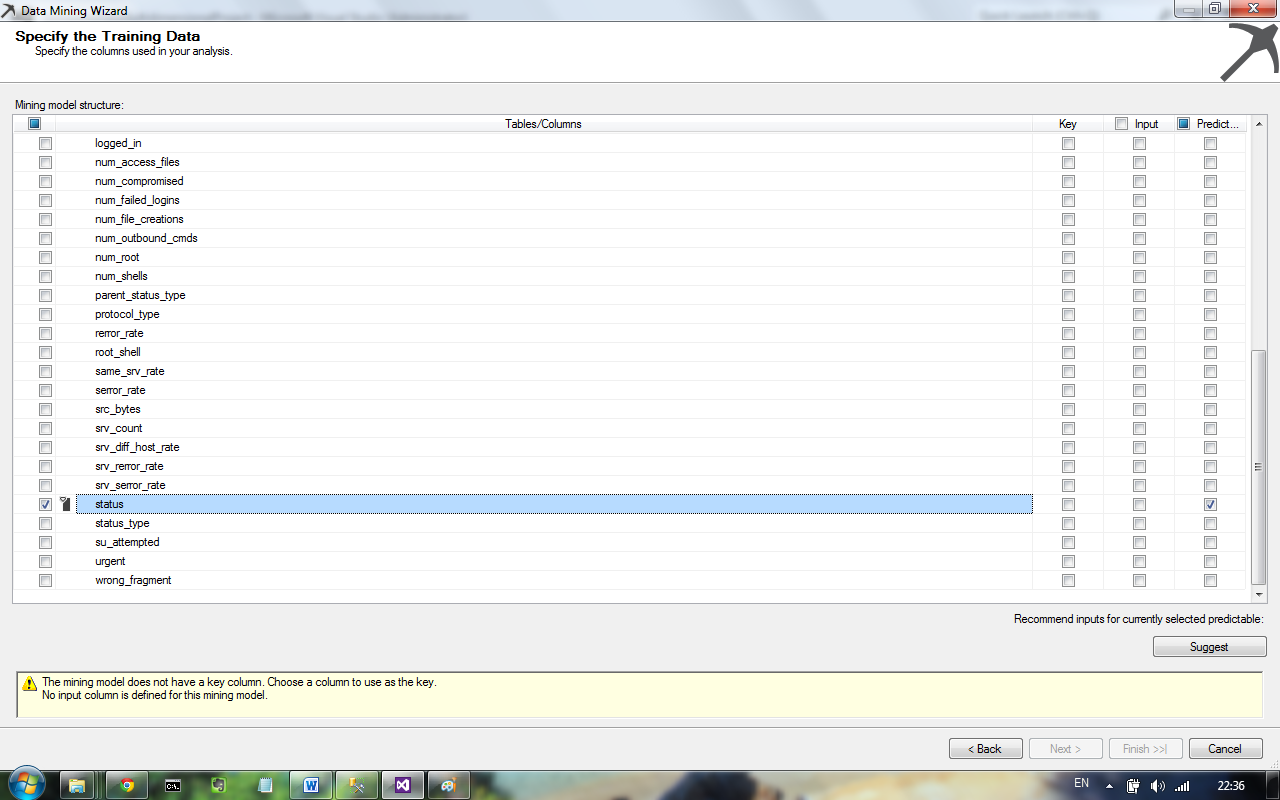 Data Mining Wizard
Specify the Training Data
Specify the columns used in your analysis.
Mining model structure:
Tables/Columns Key Input Predict...
logged_in
num_access_files
num_compromised
num_failed_logins
num_file_creations
num_outbound_cmds
num_root
num_shells
parent_status_type
protocol_type
rerror_rate
root_shell
same_srv_rate
serror_rate
src_bytes
srv_count
srv_diff_host_rate
srv_rerror_rate
srv_serror_rate
status
status_type
su_attempted
urgent
wrong_fragment
Recommend inputs for currently selected predictable:
Suggest
The mining model does not have a key column. Choose a column to use as the key.
No input column is defined for this mining model.
< Back Next > Finish >>| Cancel
EN 22:36